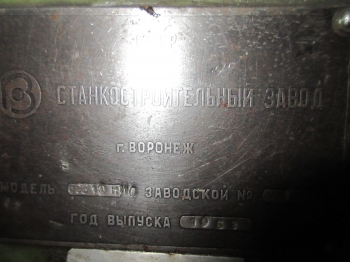 СТАНКОСТРОИТЕЛЬНЫЙ ЗАВОД
г. ВОРОНЕЖ
МОДЕЛЬ ЗАВОДСКОЙ №
ГОД ВЫПУСКА